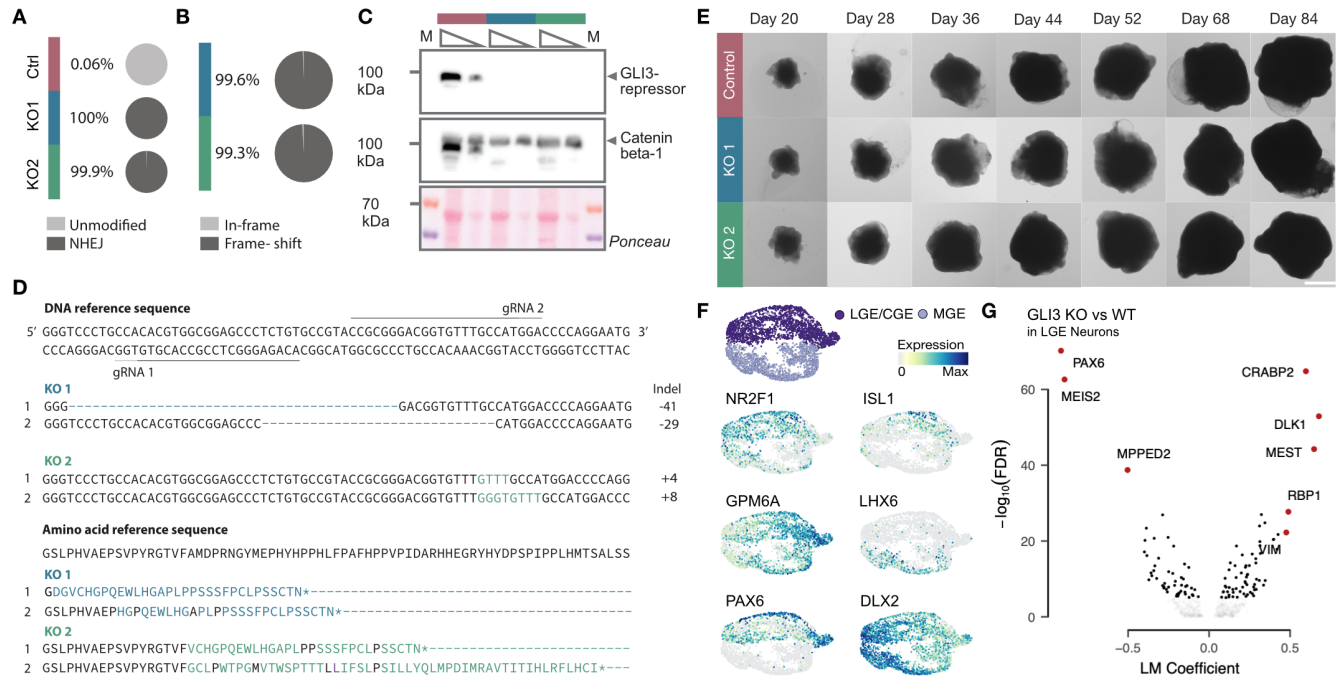 A
Ctrl
KO1
KO2
0.06%
100%
99.9%
Unmodified
NHEJ
B
99.6%
99.3%
In-frame
Frame- shift
C
M
M
100
kDa
GLI3-
repressor
100
kDa
Catenin
beta-1
70
kDa
Ponceau
D
DNA reference sequence
gRNA 2
5′ GGGTCCCTGCCACACGTGGCGGAGCCCTCTGTGCCGTACCGCGGGACGGTGTTTGCCATGGACCCCAGGAATG 3′
CCCAGGGACGGTGTGCACCGCCTCGGGAGACACGGCATGGCGCCCTGCCACAAACGGTACCTGGGGTCCTTAC
gRNA 1
KO 1
Indel
1 GGG-----------------------------------------GACGGTGTTTGCCATGGACCCCAGGAATG -41
2 GGGTCCCTGCCACACGTGGCGGAGCCC-----------------------------CATGGACCCCAGGAATG -29
KO 2
1 GGGTCCCTGCCACACGTGGCGGAGCCCTCTGTGCCGTACCGCGGGACGGTGTTTGTTTGCCATGGACCCCAGG +4
2 GGGTCCCTGCCACACGTGGCGGAGCCCTCTGTGCCGTACCGCGGGACGGTGTTTGGGTGTTTGCCATGGACCC +8
Amino acid reference sequence
GSLPHVAEPSVPYRGTVFAMDPRNGYMEPHYHPPHLFPAFHPPVPIDARHHEGRYHYDPSPIPPLHMTSALSS
KO 1
1 GDGVCHGPQEWLHGAPLPPSSSFPCLPSSCTN*----------------------------------------
2 GSLPHVAEPHGPQEWLHGAPLPPSSSFPCLPSSCTN*------------------------------------
KO 2
1 GSLPHVAEPSVPYRGTVFVCHGPQEWLHGAPLPPSSSFPCLPSSCTN*-------------------------
2 GSLPHVAEPSVPYRGTVFGCLPWTPGMVTWSPTTTLLIFSLPSILLYQLMPDIMRAVTITIHLRFLHCI*---
E
Day 20
Day 28
Day 36
Day 44
Day 52
Day 68
Day 84
Control
KO 1
KO 2
F
LGE/CGE
MGE
Expression
0
Max
NR2F1
ISL1
GPM6A
LHX6
PAX6
DLX2
G
GLI3 KO vs WT
in LGE Neurons
PAX6
MEIS2
CRABP2
DLK1
MEST
MPPED2
RBP1
VIM
60
40
20
0
−log10(FDR)
−0.5
0.0
0.5
LM Coefficient